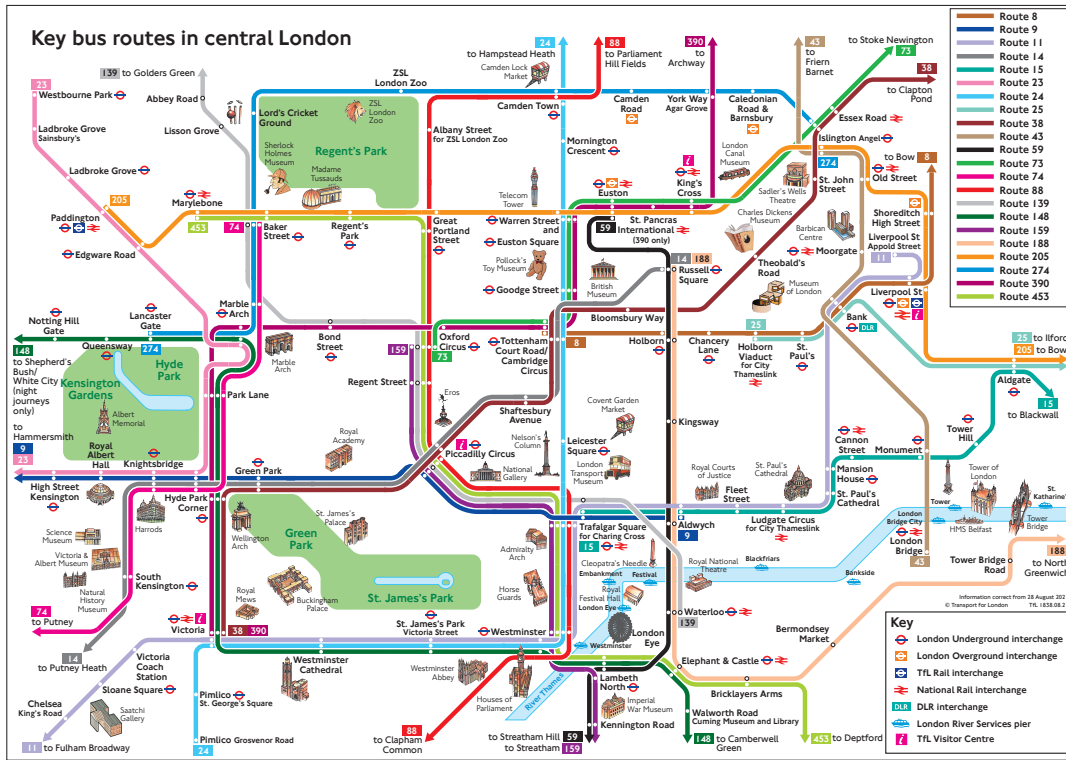 Key bus routes in central London
Route 8
Route 9
Route 11
Route 14
Route 15
Route 23
Route 24
Route 25
Route 38
Route 43
Route 59
Route 73
Route 74
Route 88
Route 139
Route 148
Route 159
Route 188
Route 205
Route 274
Route 390
Route 453
23
Westbourne Park
139 to Golders Green
Abbey Road
Lisson Grove
Ladbroke Grove
Sainsbury's
Ladbroke Grove
Paddington
205
Edgware Road
Marylebone
453
74
Baker
Street
Lord's Cricket
Ground
ZSL
London Zoo
ZSL
London
Zoo
Regent's Park
Sherlock
Holmes
Museum
Madame
Tussauds
Regent's
Park
24
to Hampstead Heath
Camden Lock
Market
88
to Parliament
Hill Fields
390
to
Archway
43
to
Friern
Barnet
to Stoke Newington
73
38
to Clapton
Pond
Camden Town
Camden
Road
York Way
Agar Grove
Caledonian
Road &
Barnsbury
Essex Road
Islington Angel
274
Albany Street
for ZSL London Zoo
Mornington
Crescent
Telecom
Tower
Euston
King's
Cross
London
Canal
Museum
Sadler's Wells
Theatre
St. John
Street
to Bow
8
Old Street
Shoreditch
High Street
Great
Portland
Street
Warren Street
and
Euston Square
59
St. Pancras
International
(390 only)
Charles Dickens
Museum
Barbican
Centre
Moorgate
Liverpool St
Appold Street
11
Pollock's
Toy Museum
Goodge Street
British
Museum
14 188
Russell
Square
Theobald's
Road
Museum
of London
Liverpool St
Bloomsbury Way
Bank
DLR
Notting Hill
Gate
Lancaster
Gate
Marble
Arch
148
to Shepherd's
Bush/
White City
(night
journeys
only)
Queensway
274
Hyde
Park
Kensington
Gardens
Albert
Memorial
Marble
Arch
Bond
Street
159
Oxford
Circus
73
Tottenham
Court Road/
Cambridge
Circus
8
Holborn
Chancery
Lane
25
Holborn
Viaduct
for City
Thameslink
St.
Paul's
25 to Ilford
205 to Bow
Aldgate
15
to Blackwall
Regent Street
Park Lane
Eros
Shaftesbury
Avenue
Covent Garden
Market
Kingsway
to
Hammersmith
9
23
Royal
Albert
Hall
Knightsbridge
Green Park
Royal
Academy
Piccadilly Circus
Nelson's
Column
National
Gallery
Leicester
Square
London
Transport
Museum
Royal Courts
of Justice
Fleet
Street
St. Paul's
Cathedral
Cannon
Street
Mansion
House
St. Paul's
Cathedral
Monument
Tower
Hill
High Street
Kensington
Harrods
Hyde Park
Corner
Wellington
Arch
St. James's
Palace
Green
Park
Trafalgar Square
for Charing Cross
15
Aldwych
9
Ludgate Circus
for City Thameslink
Tower
Tower of
London
St.
Katharine's
London
Bridge City
HMS Belfast
Tower
Bridge
London
Bridge
43
Science
Museum
Victoria &
Albert Museum
Natural
History
Museum
South
Kensington
Admiralty
Arch
Cleopatra's Needle
Embankment
Festival
Royal National
Theatre
Blackfriars
Bankside
Tower Bridge
Road
188
to North
Greenwich
74
to Putney
14
to Putney Heath
Royal
Mews
Buckingham
Palace
St. James's Park
Horse
Guards
Royal
Festival Hall
London Eye
Waterloo
139
Information correct from 28 August 202
© Transport for London TfL 1838.08.2
Victoria
38 390
St. James's Park
Victoria Street
Westminster
Westminster
London
Eye
Bermondsey
Market
Victoria
Coach
Station
Westminster
Cathedral
Westminster
Abbey
Houses of
Parliament
River Thames
Lambeth
North
Elephant & Castle
Bricklayers Arms
Sloane Square
Chelsea
King's Road
Saatchi
Gallery
Pimlico
St. George's Square
Imperial
War Museum
Kennington Road
Walworth Road
Cuming Museum and Library
11 to Fulham Broadway
Pimlico Grosvenor Road
24
88
to Clapham
Common
to Streatham Hill 59
to Streatham 159
148 to Camberwell
Green
453 to Deptford
Key
London Underground interchange
London Overground interchange
TfL Rail interchange
National Rail interchange
DLR DLR interchange
London River Services pier
i TfL Visitor Centre